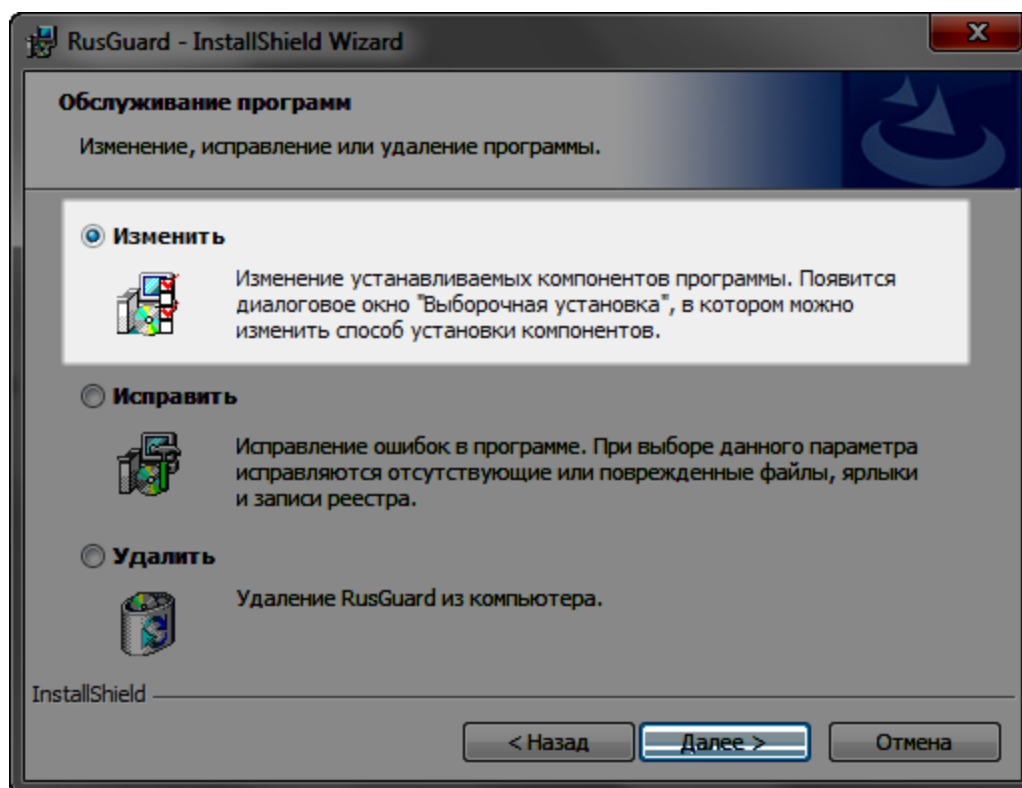 RusGuard - InstallShield Wizard
Обслуживание программ
Изменение, исправление или удаление программы.
Изменить
Изменение устанавливаемых компонентов программы. Появится
диалоговое окно "Выборочная установка", в котором можно
изменить способ установки компонентов.
Исправить
Исправление ошибок в программе. При выборе данного параметра
исправляются отсутствующие или поврежденные файлы, ярлыки
и записи реестра.
Удалить
Удаление RusGuard из компьютера.
InstallShield
< Назад
Далее >
Отмена